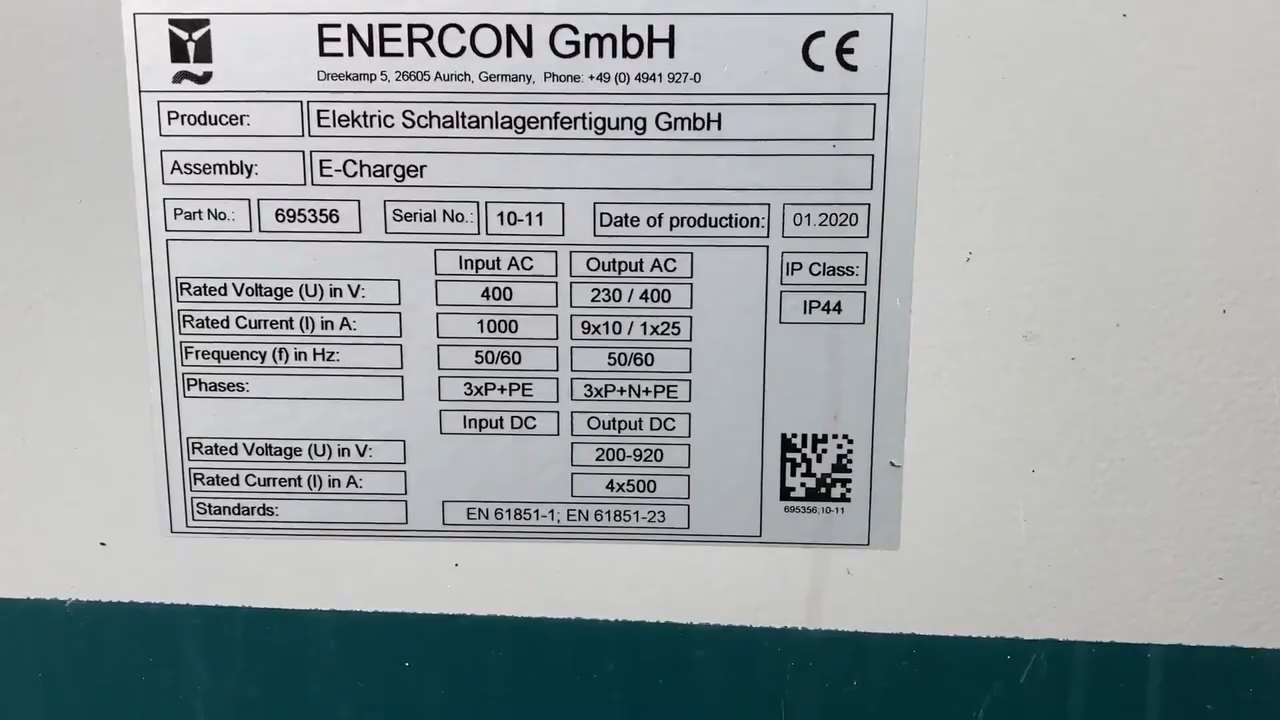 ENERCON GmbH
Dreekamp 5, 26605 Aurich, Germany, Phone: +49 (0) 4941 927-0
CE
Producer: Elektric Schaltanlagenfertigung GmbH
Assembly: E-Charger
Part No.: 695356 Serial No.: 10-11 Date of production: 01.2020
Input AC Output AC IP Class:
Rated Voltage (U) in V: 400 230 / 400 IP44
Rated Current (I) in A: 1000 9x10 / 1x25
Frequency (f) in Hz: 50/60 50/60
Phases: 3xP+PE 3xP+N+PE
Input DC Output DC
Rated Voltage (U) in V: 200-920
Rated Current (I) in A: 4x500
Standards: EN 61851-1; EN 61851-23
695356;10-11